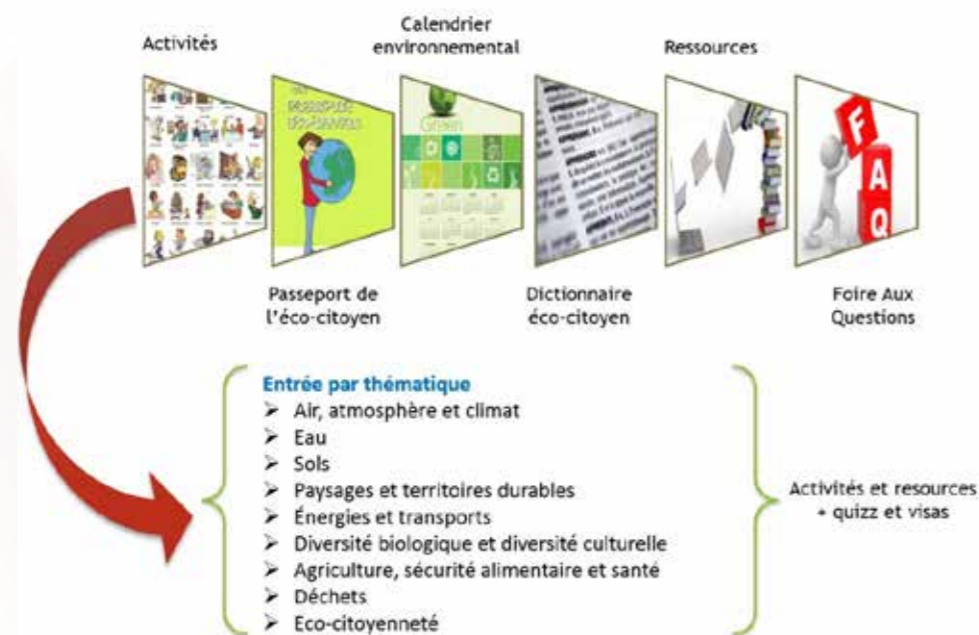 Calendrier
environnemental
Activités
Ressources
Green
F
A
Q
Passeport de
l'éco-citoyen
Dictionnaire
éco-citoyen
Foire Aux
Questions
Entrée par thématique
➢ Air, atmosphère et climat
➢ Eau
➢ Sols
➢ Paysages et territoires durables
➢ Énergies et transports
➢ Diversité biologique et diversité culturelle
➢ Agriculture, sécurité alimentaire et santé
➢ Déchets
➢ Eco-citoyenneté
Activités et resources
+ quizz et visas